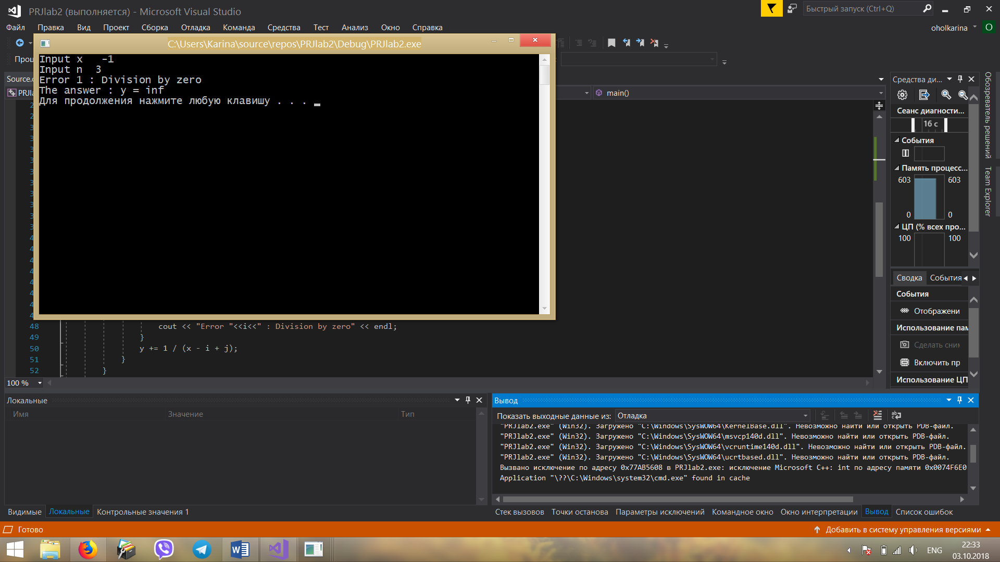 PRJlab2 (выполняется) - Microsoft Visual Studio
Быстрый запуск (Ctrl+Q)
Файл Правка Вид Проект Сборка Отладка Команда Средства Тест Анализ Окно Справка
oholkarina
O
C:\Users\Karina\source\repos\PRJlab2\Debug\PRJlab2.exe
Input x   -1
Input n  3
Error 1 : Division by zero
The answer : y = inf
Для продолжения нажмите любую клавишу . . .
main()
48 cout << "Error "<<i<<" : Division by zero" << endl;
49 }
50 y += 1 / (x - i + j);
51 }
52 }
100 %
Средства ди...
Сеанс диагности...
16 с
События
Память процесс...
603 603
0 0
ЦП (% всех про...
100 100
Сводка События
События
Отображени
Использование пам
Сделать сним
Включить пр
Использование ЦП
Обозреватель решений
Team Explorer
Локальные
Имя Значение Тип
Видимые Локальные Контрольные значения 1
Вывод
Показать выходные данные из: Отладка
"PRJlab2.exe" (Win32). Загружено "C:\Windows\SysWOW64\KernelBase.dll". Невозможно найти или открыть PDB-файл.
"PRJlab2.exe" (Win32). Загружено "C:\Windows\SysWOW64\msvcp140d.dll". Невозможно найти или открыть PDB-файл.
"PRJlab2.exe" (Win32). Загружено "C:\Windows\SysWOW64\vcruntime140d.dll". Невозможно найти или открыть PDB-файл.
"PRJlab2.exe" (Win32). Загружено "C:\Windows\SysWOW64\ucrtbased.dll". Невозможно найти или открыть PDB-файл.
Вызвано исключение по адресу 0x77AB5608 в PRJlab2.exe: исключение Microsoft C++: int по адресу памяти 0x0074F6E0
Application "\??\C:\Windows\system32\cmd.exe" found in cache
Стек вызовов Точки останова Параметры исключений Командное окно Окно интерпретации Вывод Список ошибок
Готово
Добавить в систему управления версиями
ENG
22:33
03.10.2018